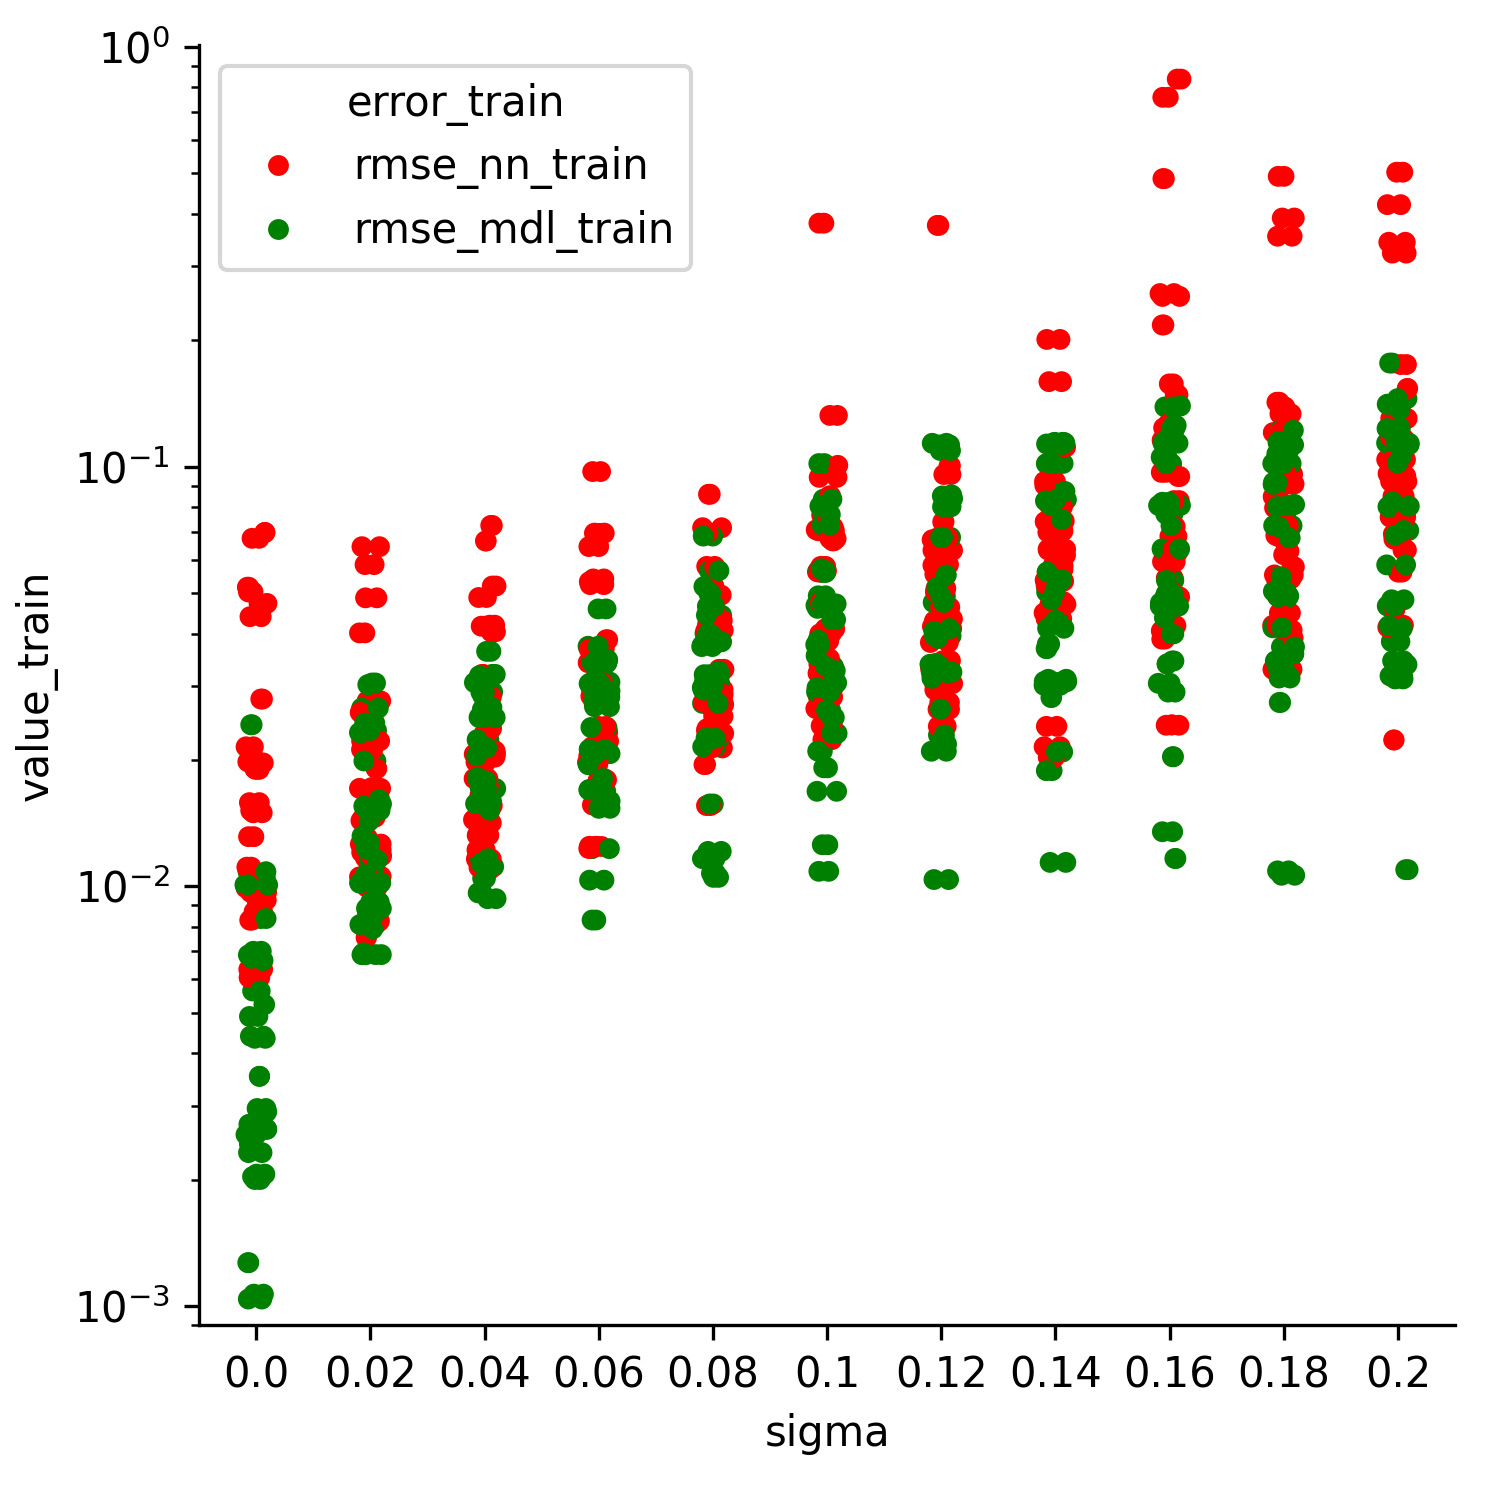 10⁰
error_train
rmse_nn_train
rmse_mdl_train
10⁻¹
value_train
10⁻²
10⁻³
0.0 0.02 0.04 0.06 0.08 0.1 0.12 0.14 0.16 0.18 0.2
sigma